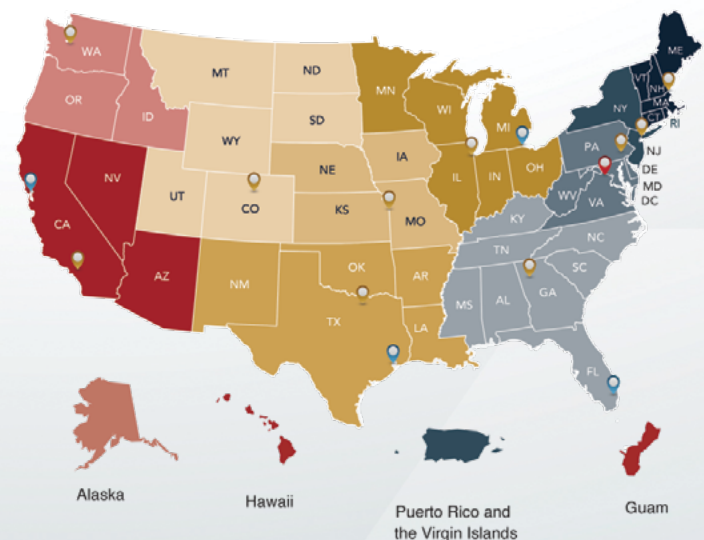 WA
MT
ND
MN
ME
VT
NH
MA
CT
RI
NY
OR
ID
SD
WI
MI
WY
PA
NJ
IA
NE
OH
DE
NV
UT
CO
IL
IN
WV
MD
VA
DC
CA
KS
MO
KY
NC
TN
AZ
NM
OK
AR
SC
MS
AL
GA
TX
LA
FL
Alaska
Hawaii
Puerto Rico and
the Virgin Islands
Guam